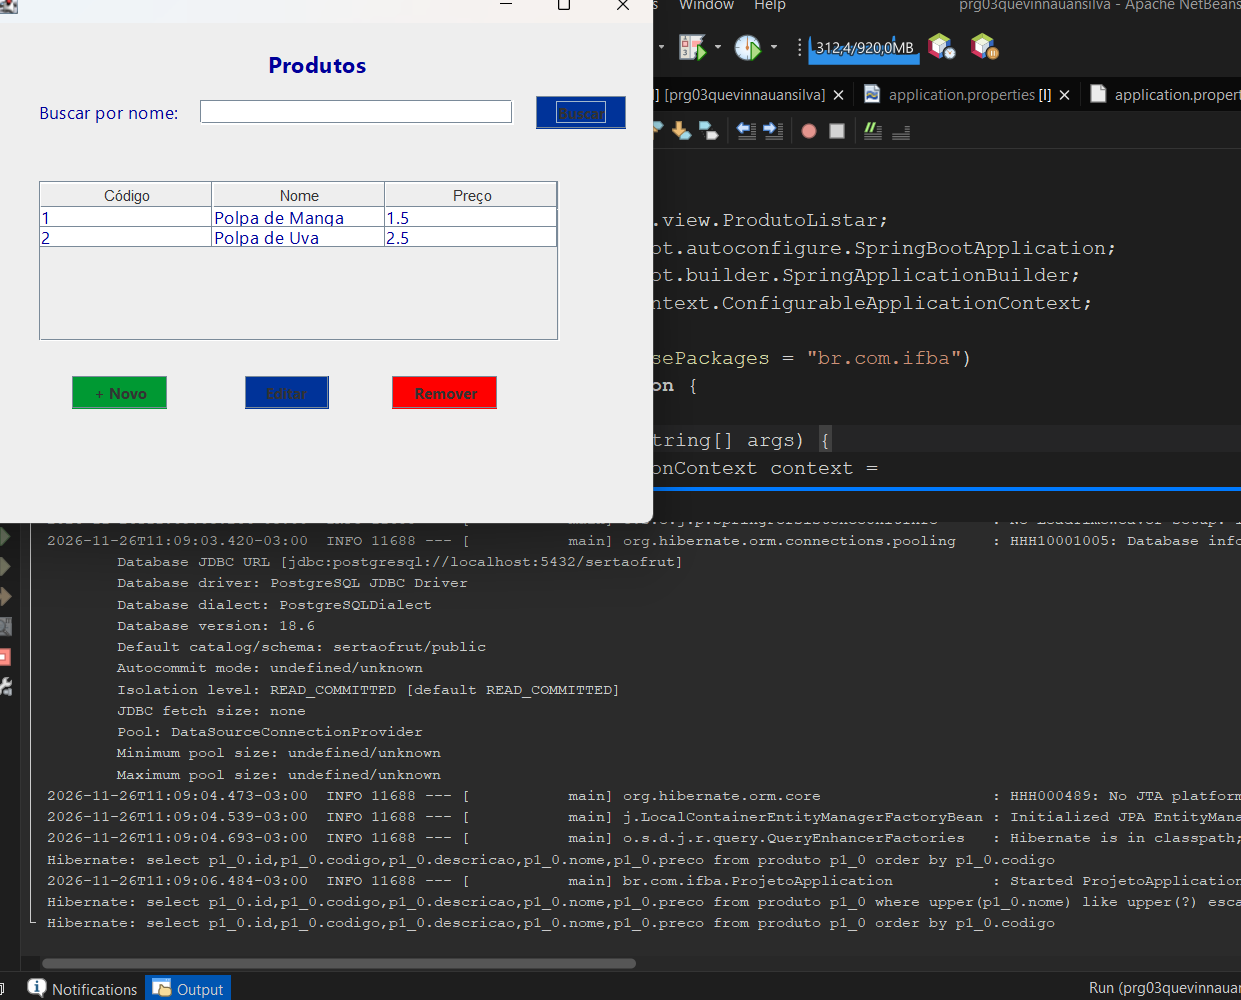 Window Help
prg03quevinnauansilva - Apache NetBeans
Produtos
Buscar por nome:
Buscar
Código Nome Preço
1 Polpa de Manga 1.5
2 Polpa de Uva 2.5
+ Novo
Editar
Remover
312,4/920,0MB
[prg03quevinnauansilva]
application.properties [I]
application.propert
.view.ProdutoListar;
ot.autoconfigure.SpringBootApplication;
ot.builder.SpringApplicationBuilder;
ntext.ConfigurableApplicationContext;
sePackages = "br.com.ifba")
on {
tring[] args) {
onContext context =
2026-11-26T11:09:03.420-03:00 INFO 11688 --- [ main] org.hibernate.orm.connections.pooling : HHH10001005: Database info
Database JDBC URL [jdbc:postgresql://localhost:5432/sertaofrut]
Database driver: PostgreSQL JDBC Driver
Database dialect: PostgreSQLDialect
Database version: 18.6
Default catalog/schema: sertaofrut/public
Autocommit mode: undefined/unknown
Isolation level: READ_COMMITTED [default READ_COMMITTED]
JDBC fetch size: none
Pool: DataSourceConnectionProvider
Minimum pool size: undefined/unknown
Maximum pool size: undefined/unknown
2026-11-26T11:09:04.473-03:00 INFO 11688 --- [ main] org.hibernate.orm.core : HHH000489: No JTA platform
2026-11-26T11:09:04.539-03:00 INFO 11688 --- [ main] j.LocalContainerEntityManagerFactoryBean : Initialized JPA EntityMana
2026-11-26T11:09:04.693-03:00 INFO 11688 --- [ main] o.s.d.j.r.query.QueryEnhancerFactories : Hibernate is in classpath;
Hibernate: select p1_0.id,p1_0.codigo,p1_0.descricao,p1_0.nome,p1_0.preco from produto p1_0 order by p1_0.codigo
2026-11-26T11:09:06.484-03:00 INFO 11688 --- [ main] br.com.ifba.ProjetoApplication : Started ProjetoApplication
Hibernate: select p1_0.id,p1_0.codigo,p1_0.descricao,p1_0.nome,p1_0.preco from produto p1_0 where upper(p1_0.nome) like upper(?) esca
Hibernate: select p1_0.id,p1_0.codigo,p1_0.descricao,p1_0.nome,p1_0.preco from produto p1_0 order by p1_0.codigo
Notifications
Output
Run (prg03quevinnauan